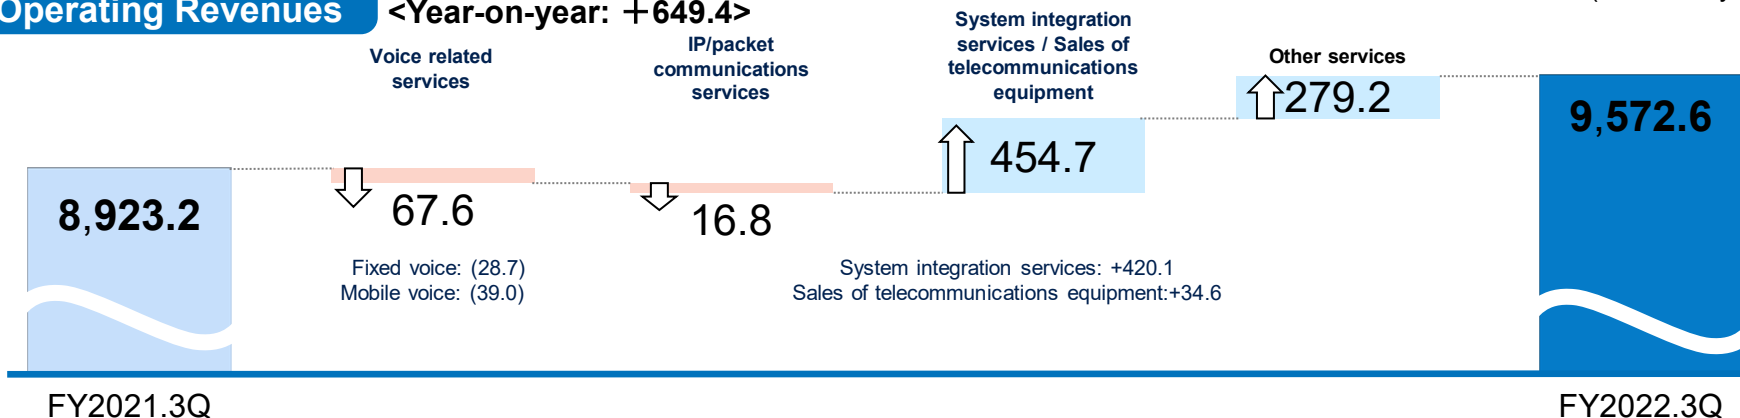 Operating Revenues
<Year-on-year: +649.4>
Voice related
services
IP/packet
communications
services
System integration
services / Sales of
telecommunications
equipment
Other services
8,923.2
67.6
16.8
454.7
279.2
9,572.6
Fixed voice: (28.7)
Mobile voice: (39.0)
System integration services: +420.1
Sales of telecommunications equipment:+34.6
FY2021.3Q
FY2022.3Q